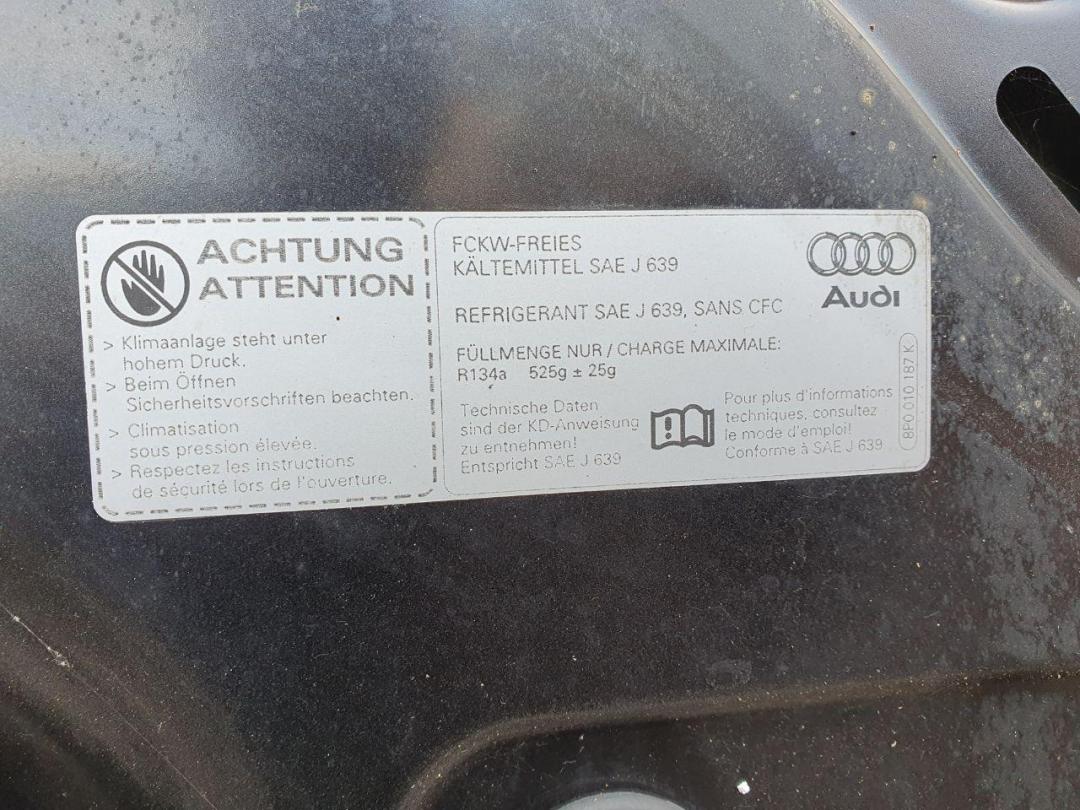 ACHTUNG
ATTENTION
> Klimaanlage steht unter
hohem Druck.
> Beim Öffnen
Sicherheitsvorschriften beachten.
> Climatisation
sous pression élevée.
> Respectez les instructions
de sécurité lors de l'ouverture.
FCKW-FREIES
KÄLTEMITTEL SAE J 639
REFRIGERANT SAE J 639, SANS CFC
FÜLLMENGE NUR / CHARGE MAXIMALE:
R134a 525g ± 25g
Technische Daten
sind der KD-Anweisung
zu entnehmen!
Entspricht SAE J 639
Pour plus d'informations
techniques, consultez
le mode d'emploi!
Conforme à SAE J 639
Audi
8F0 010 187 K